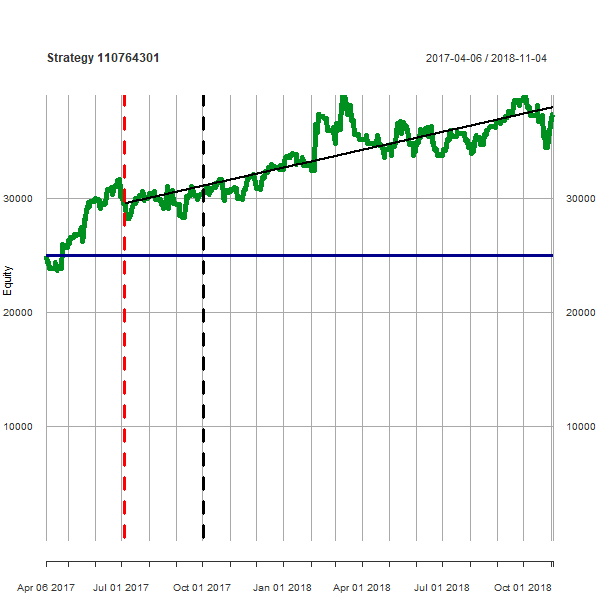 Strategy 110764301
2017-04-06 / 2018-11-04
30000
30000
Equity
20000
20000
10000
10000
Apr 06 2017
Jul 01 2017
Oct 01 2017
Jan 01 2018
Apr 01 2018
Jul 01 2018
Oct 01 2018